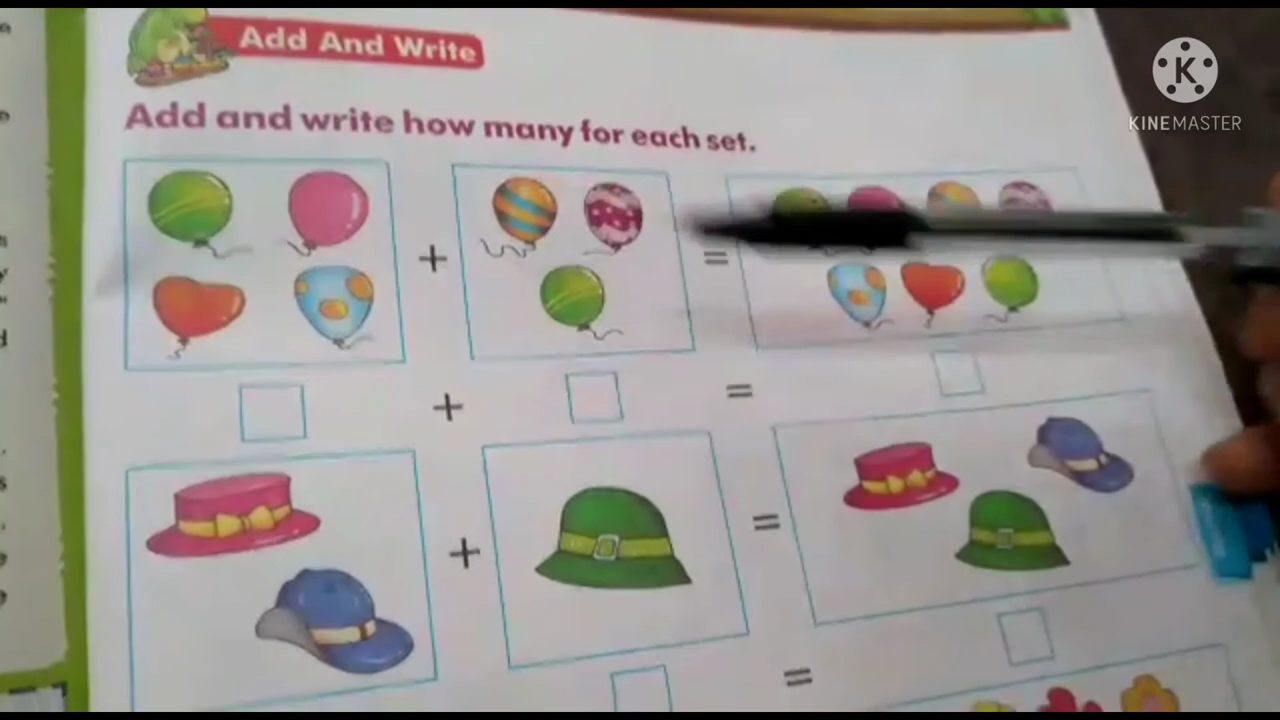 Add And Write
K
KINEMASTER
Add and write how many for each set.
+ =
+ =
+ =
=